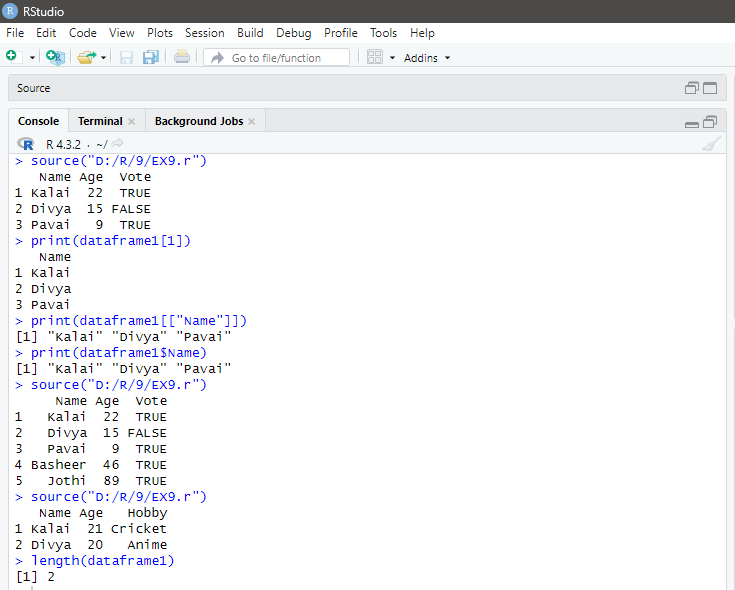 RStudio
File Edit Code View Plots Session Build Debug Profile Tools Help
Go to file/function Addins
Source
Console Terminal Background Jobs
R 4.3.2 · ~/
> source("D:/R/9/EX9.r")
   Name Age  Vote
1 Kalai  22  TRUE
2 Divya  15 FALSE
3 Pavai   9  TRUE
> print(dataframe1[1])
   Name
1 Kalai
2 Divya
3 Pavai
> print(dataframe1[["Name"]])
[1] "Kalai" "Divya" "Pavai"
> print(dataframe1$Name)
[1] "Kalai" "Divya" "Pavai"
> source("D:/R/9/EX9.r")
     Name Age  Vote
1   Kalai  22  TRUE
2   Divya  15 FALSE
3   Pavai   9  TRUE
4 Basheer  46  TRUE
5   Jothi  89  TRUE
> source("D:/R/9/EX9.r")
   Name Age   Hobby
1 Kalai  21 Cricket
2 Divya  20   Anime
> length(dataframe1)
[1] 2